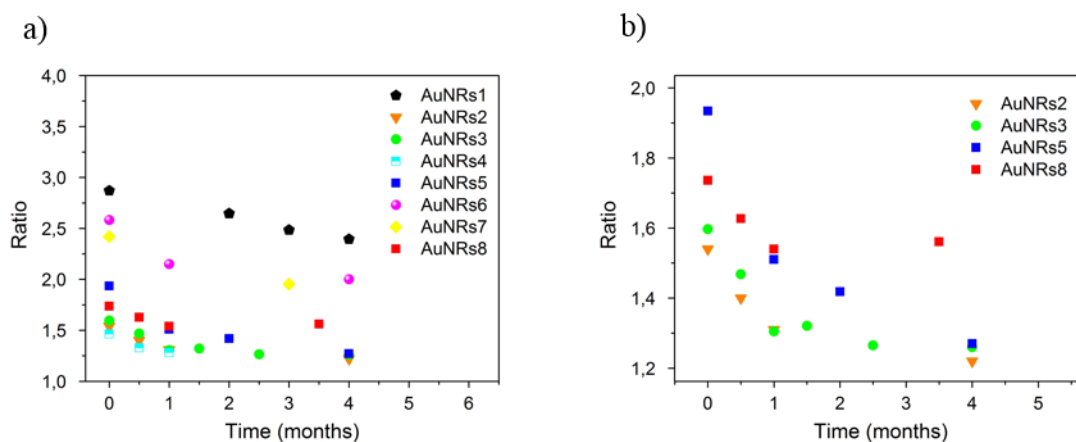 a)
4,0
3,5
3,0
2,5
2,0
1,5
1,0
Ratio
0 1 2 3 4 5 6
Time (months)
AuNRs1
AuNRs2
AuNRs3
AuNRs4
AuNRs5
AuNRs6
AuNRs7
AuNRs8
b)
2,0
1,8
1,6
1,4
1,2
Ratio
0 1 2 3 4 5
Time (months)
AuNRs2
AuNRs3
AuNRs5
AuNRs8